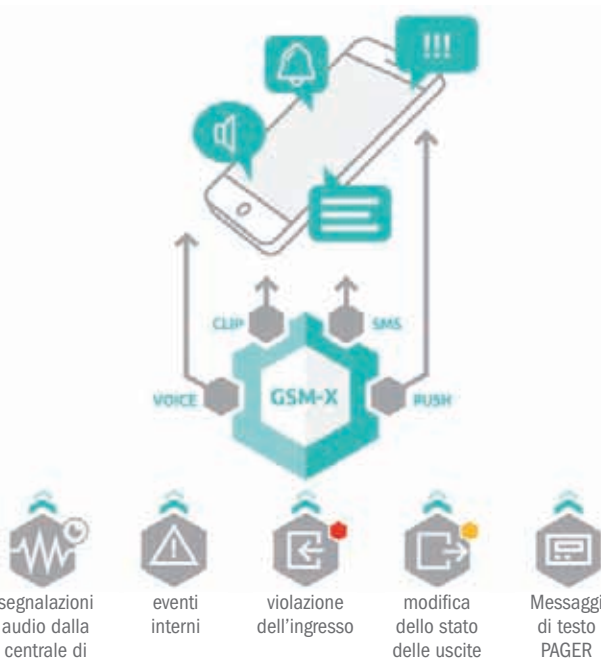 !!!
CLIP
SMS
VOICE
GSM-X
PUSH
segnalazioni
audio dalla
centrale di
eventi
interni
violazione
dell'ingresso
modifica
dello stato
delle uscite
Messaggi
di testo
PAGER